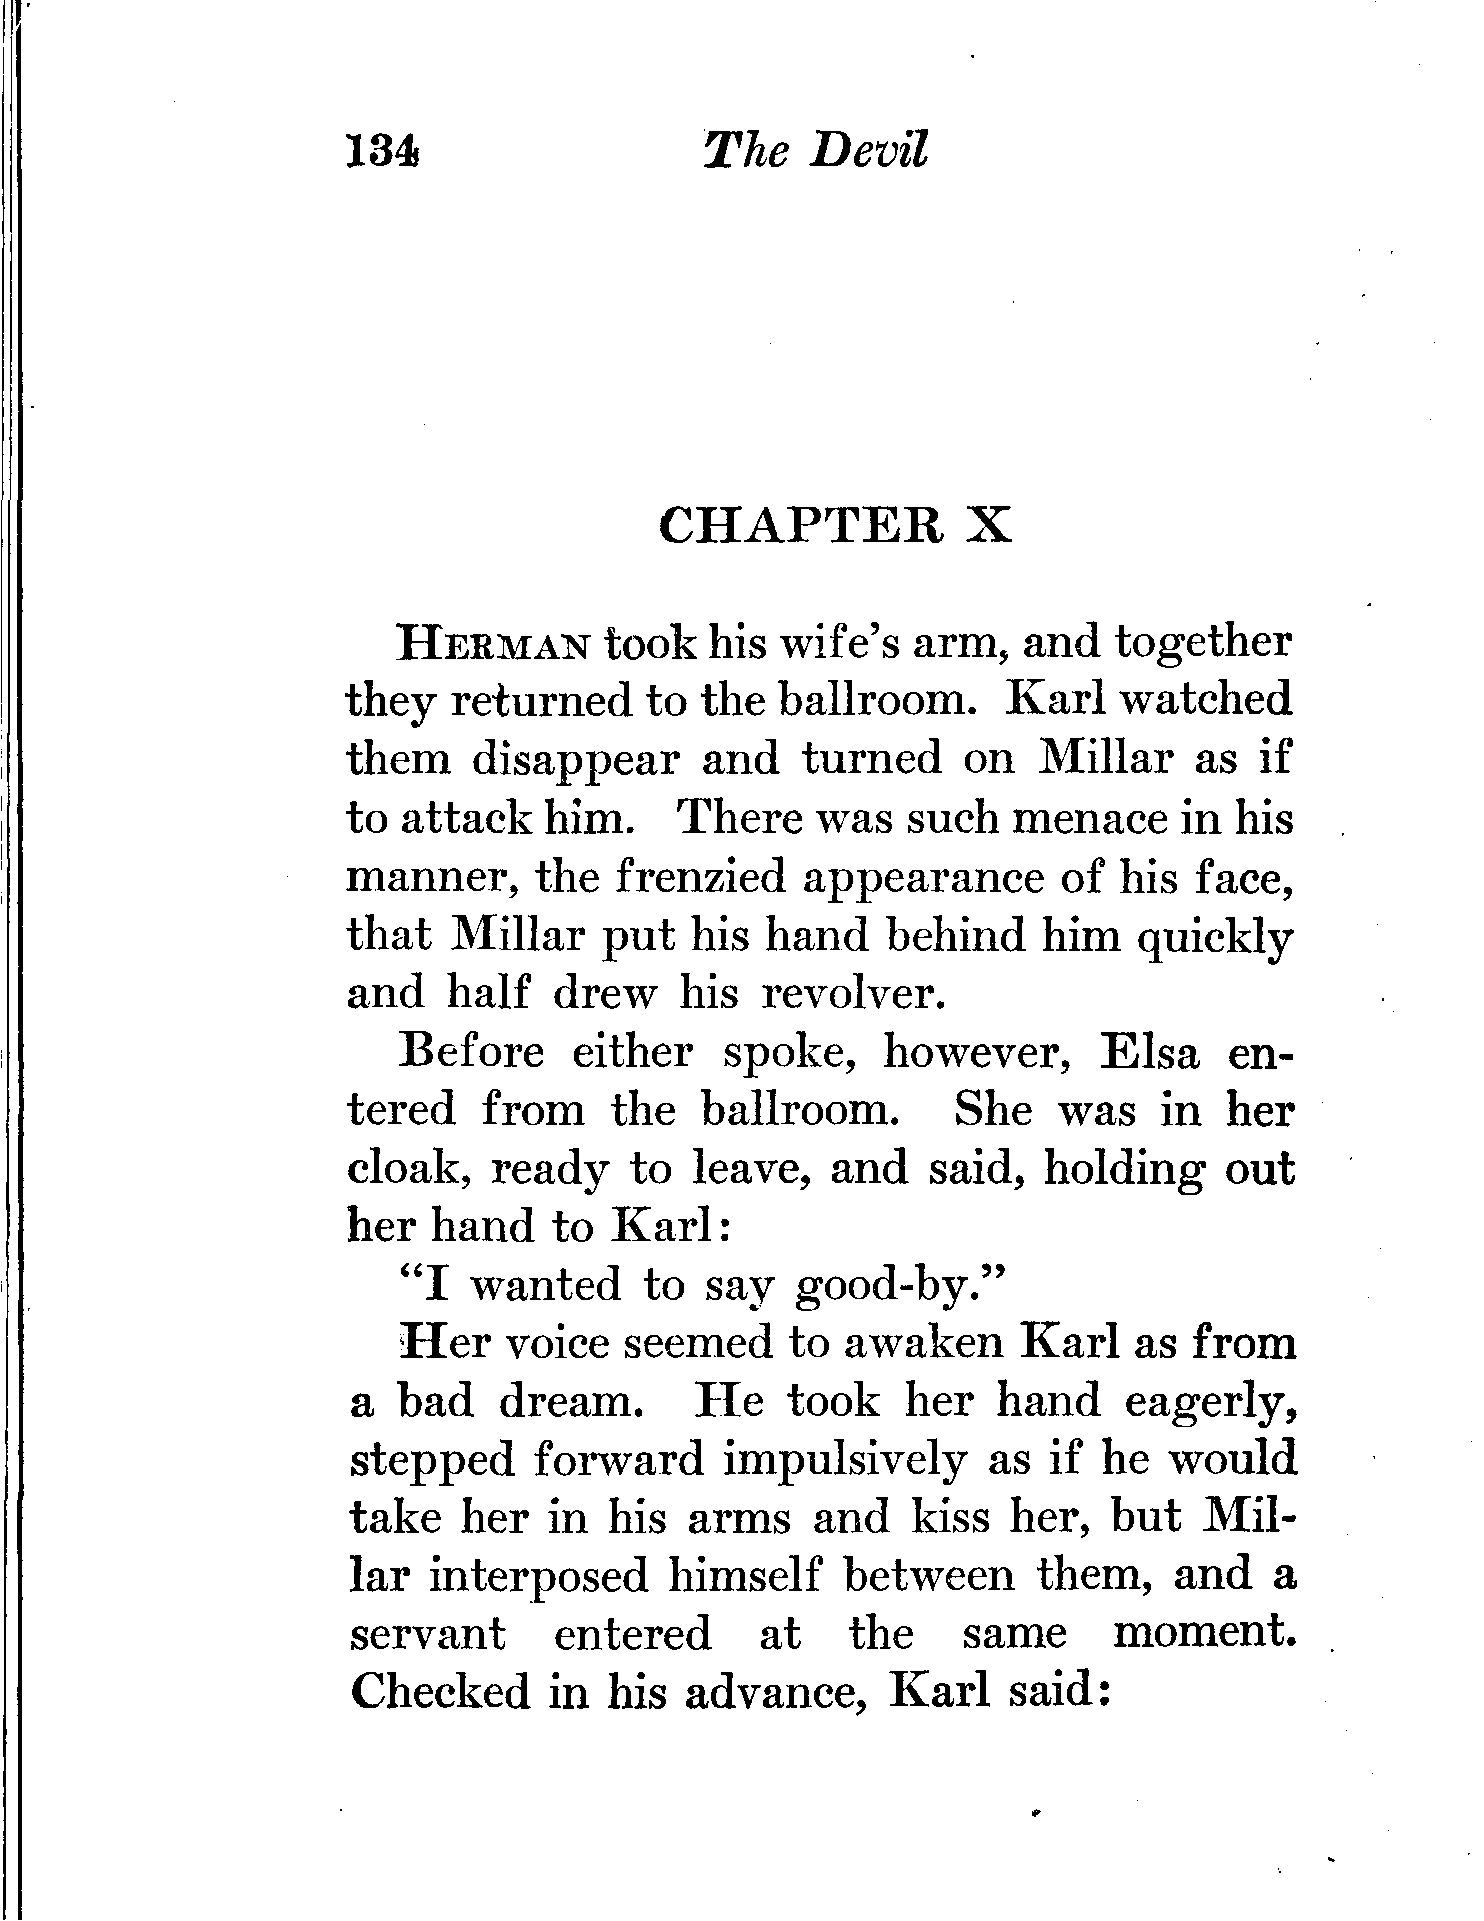 134 The Devil
CHAPTER X
HERMAN took his wife's arm, and together
they returned to the ballroom. Karl watched
them disappear and turned on Millar as if
to attack him. There was such menace in his
manner, the frenzied appearance of his face,
that Millar put his hand behind him quickly
and half drew his revolver.
Before either spoke, however, Elsa en-
tered from the ballroom. She was in her
cloak, ready to leave, and said, holding out
her hand to Karl:
"I wanted to say good-by."
Her voice seemed to awaken Karl as from
a bad dream. He took her hand eagerly,
stepped forward impulsively as if he would
take her in his arms and kiss her, but Mil-
lar interposed himself between them, and a
servant entered at the same moment.
Checked in his advance, Karl said: